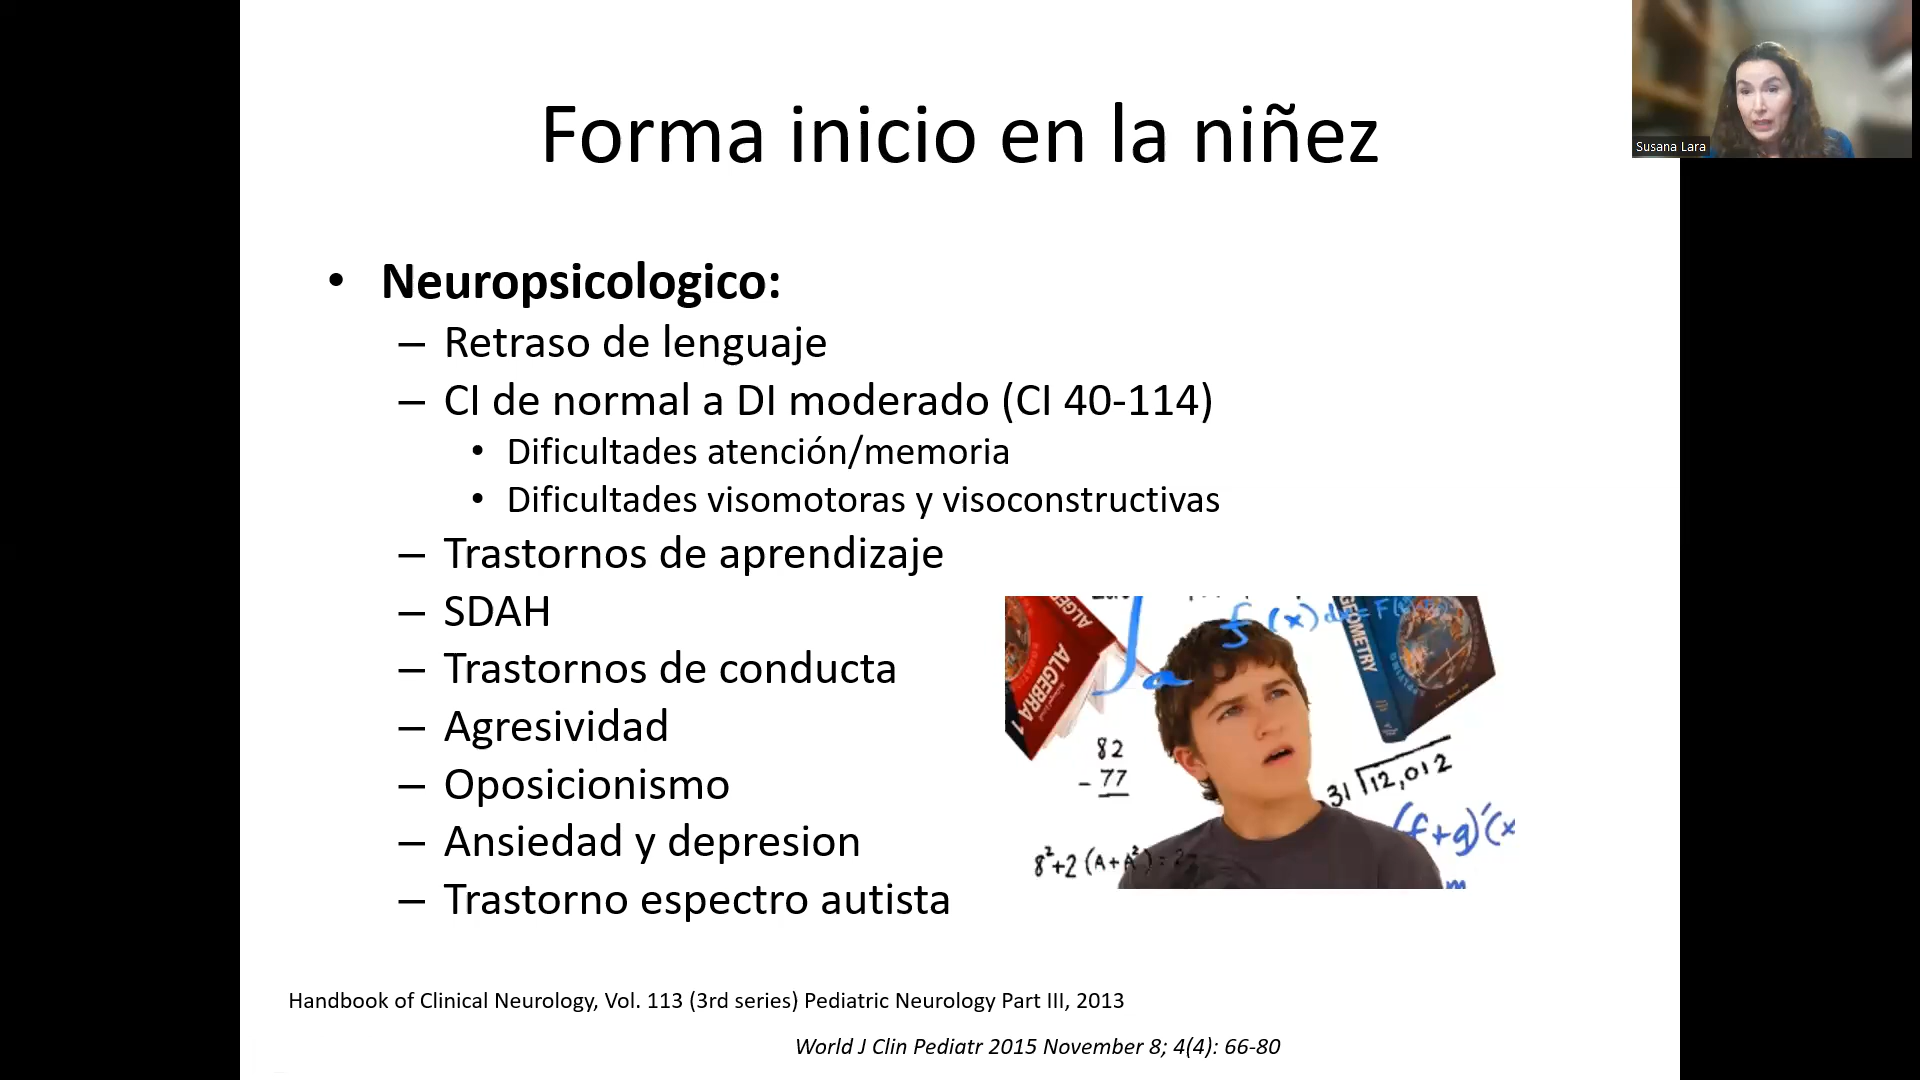 Forma inicio en la niñez
Susana Lara
• Neuropsicologico:
– Retraso de lenguaje
– CI de normal a DI moderado (CI 40-114)
• Dificultades atención/memoria
• Dificultades visomotoras y visoconstructivas
– Trastornos de aprendizaje
– SDAH
– Trastornos de conducta
– Agresividad
– Oposicionismo
– Ansiedad y depresion
– Trastorno espectro autista
ALGEBRA 1
GEOMETRY
82
- 77
31 12,012
(f+g)'(x
Handbook of Clinical Neurology, Vol. 113 (3rd series) Pediatric Neurology Part III, 2013
World J Clin Pediatr 2015 November 8; 4(4): 66-80